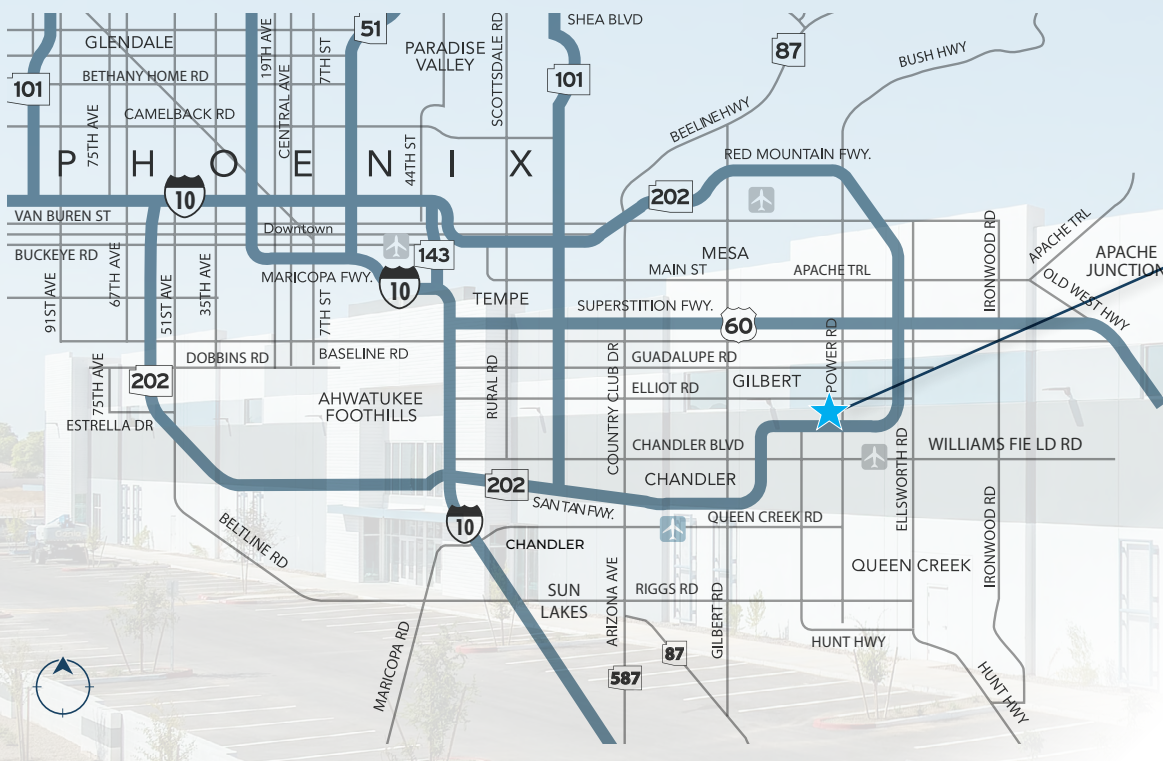 SHEA BLVD
51
SCOTTSDALE RD
87
19TH AVE
7TH ST
GLENDALE
PARADISE
VALLEY
BUSH HWY
BETHANY HOME RD
101
101
CENTRAL AVE
75TH AVE
CAMELBACK RD
BEELINE HWY
PHOENIX
44TH ST
RED MOUNTAIN FWY.
10
202
VAN BUREN ST
Downtown
IRONWOOD RD
APACHE TRL
BUCKEYE RD
143
MESA
APACHE
JUNCTION
MARICOPA FWY.
10
MAIN ST
APACHE TRL
67TH AVE
91ST AVE
51ST AVE
35TH AVE
77TH ST
TEMPE
SUPERSTITION FWY.
OLD WEST HWY
60
DOBBINS RD
BASELINE RD
GUADALUPE RD
POWER RD
75TH AVE
202
RURAL RD
COUNTRY CLUB DR
ELLIOT RD
GILBERT
AHWATUKEE
FOOTHILLS
ESTRELLA DR
CHANDLER BLVD
WILLIAMS FIE LD RD
ELLSWORTH RD
CHANDLER
202
SAN TAN FWY.
IRONWOOD RD
10
QUEEN CREEK RD
BELTLINE RD
CHANDLER
QUEEN CREEK
SUN
LAKES
ARIZONA AVE
RIGGS RD
GILBERT RD
MARICOPA RD
HUNT HWY
87
587
HUNT HWY